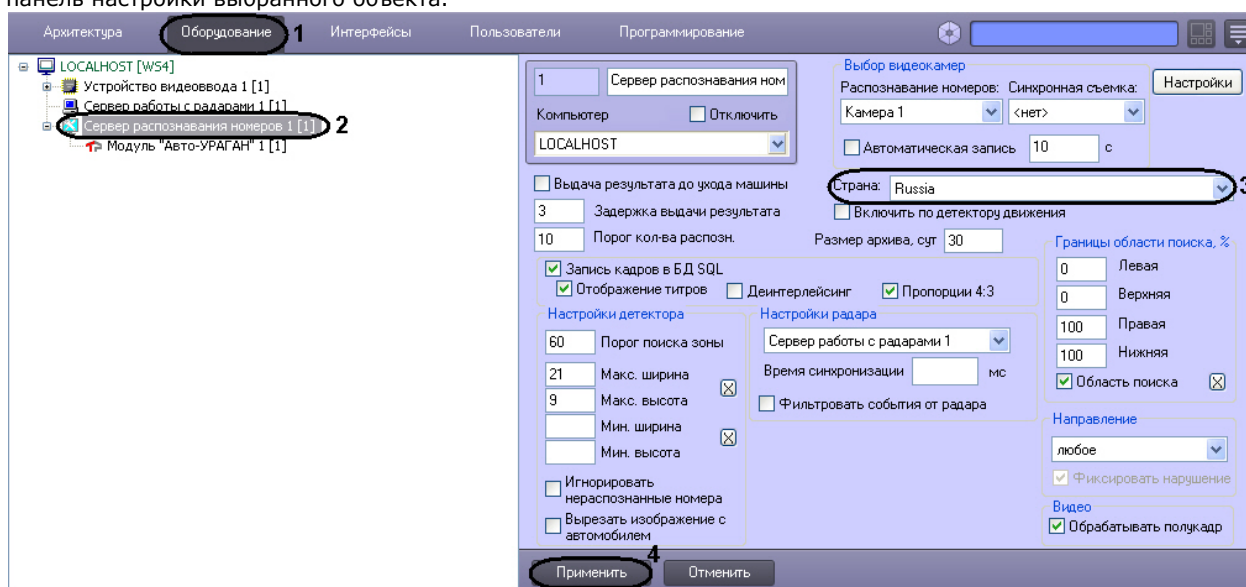 панель настройки выбранного объекта.
Архитектура Оборудование 1 Интерфейсы Пользователи Программирование
LOCALHOST [WS4]
Устройство видеоввода 1 [1]
Сервер работы с радарами 1 [1]
Сервер распознавания номеров 1 [1] 2
Модуль "Авто-УРАГАН" 1 [1]
1 Сервер распознавания ном
Компьютер Отключить
LOCALHOST
Выбор видеокамер
Распознавание номеров: Синхронная съемка: Настройки
Камера 1 <нет>
Автоматическая запись 10 с
Выдача результата до ухода машины
Страна: Russia 3
3 Задержка выдачи результата
Включить по детектору движения
10 Порог кол-ва распозн.
Размер архива, сут 30
Запись кадров в БД SQL
Отображение титров Деинтерлейсинг Пропорции 4:3
Границы области поиска, %
0 Левая
0 Верхняя
100 Правая
100 Нижняя
Область поиска
Настройки детектора
60 Порог поиска зоны
21 Макс. ширина
9 Макс. высота
Мин. ширина
Мин. высота
Игнорировать
нераспознанные номера
Вырезать изображение с
автомобилем
Настройки радара
Сервер работы с радарами 1
Время синхронизации мс
Фильтровать события от радара
Направление
любое
Фиксировать нарушение
Видео
Обрабатывать полукадр
Применить 4 Отменить